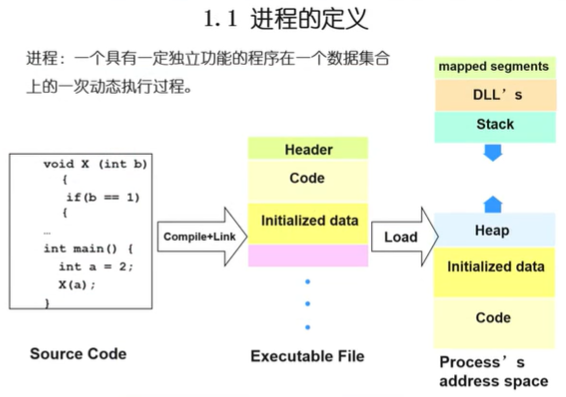 1.1 进程的定义
进程：一个具有一定独立功能的程序在一个数据集合
上的一次动态执行过程。
void X (int b)
{
if(b == 1)
{
…
int main() {
int a = 2;
X(a);
}
Source Code
Compile+Link
Header
Code
Initialized data
Executable File
Load
mapped segments
DLL’s
Stack
Heap
Initialized data
Code
Process’s
address space